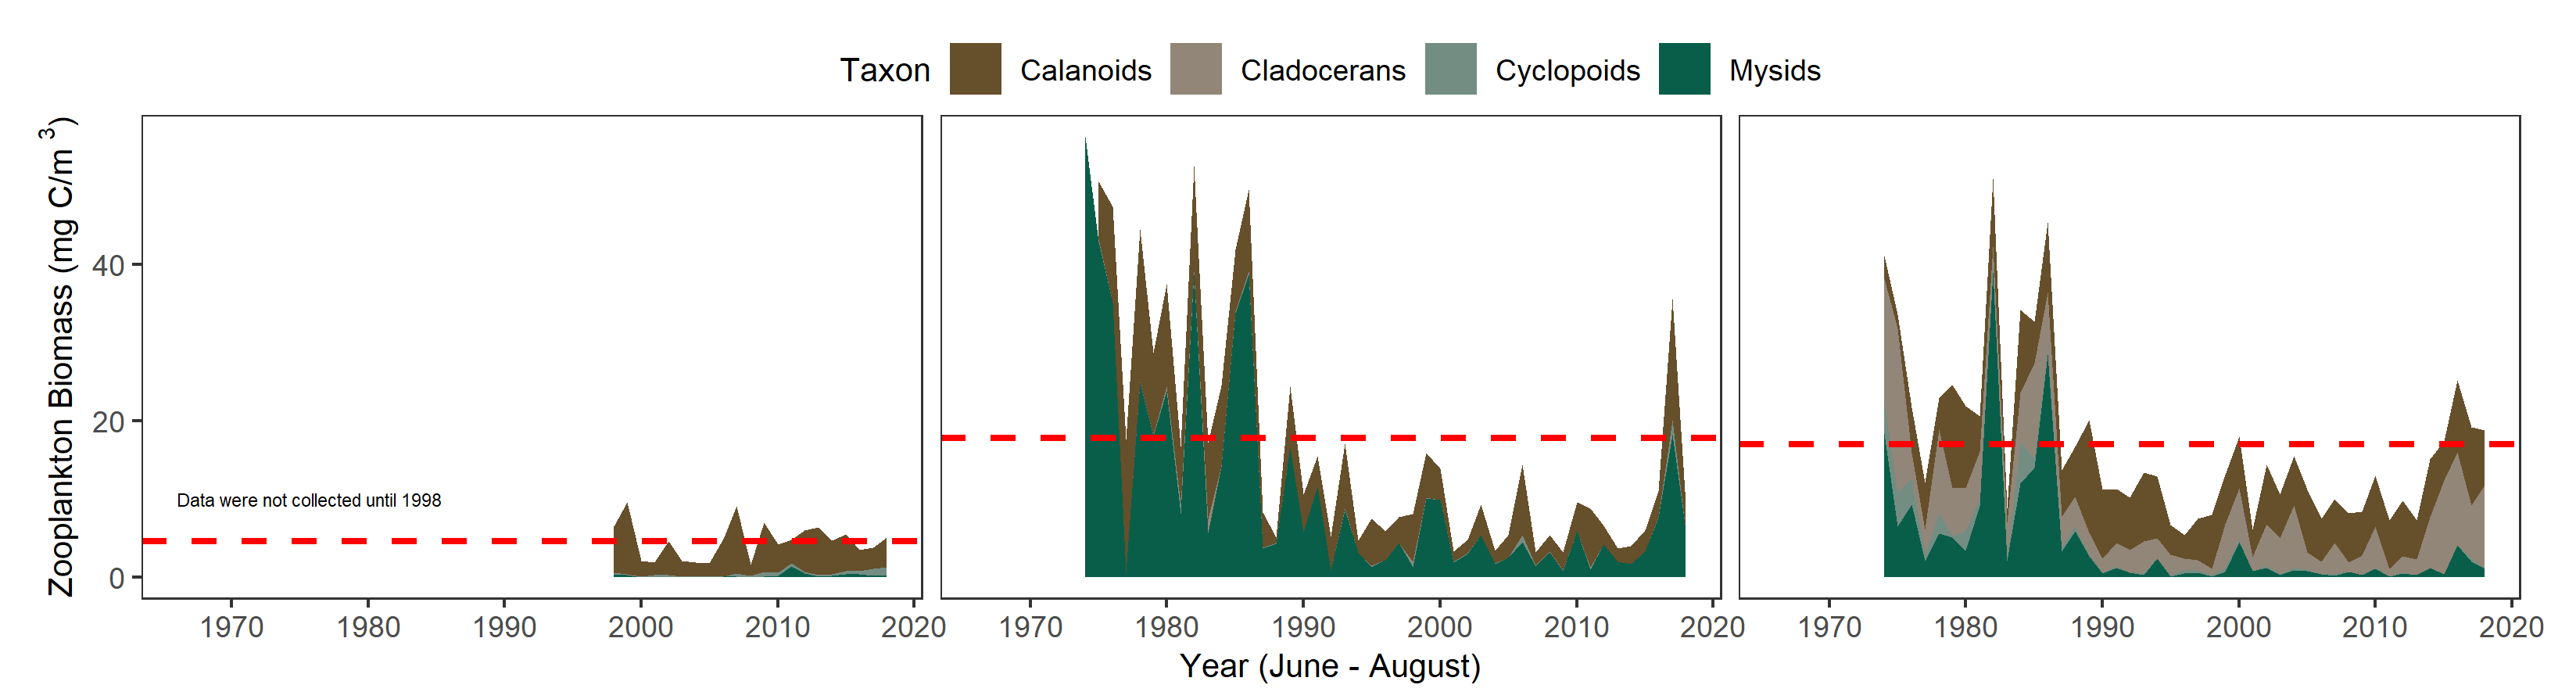 Taxon Calanoids Cladocerans Cyclopoids Mysids
Zooplankton Biomass (mg C/m 3)
40
20
0
Data were not collected until 1998
1970 1980 1990 2000 2010 2020 1970 1980 1990 2000 2010 2020 1970 1980 1990 2000 2010 2020
Year (June - August)